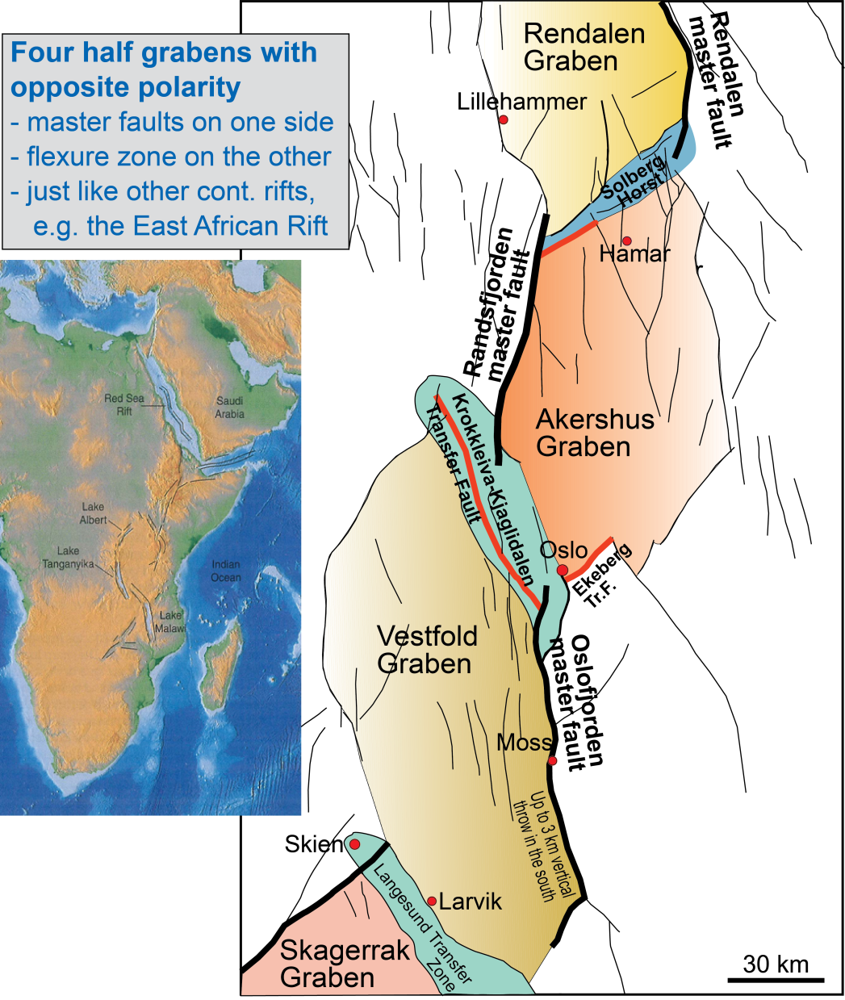 Four half grabens with
opposite polarity
- master faults on one side
- flexure zone on the other
- just like other cont. rifts,
e.g. the East African Rift
Rendalen
Graben
Rendalen
master fault
Lillehammer
Solberg
Horst
Hamar
Randsfjorden
master fault
Akershus
Graben
Krokkleiva-Kjaglidalen
Transfer Fault
Oslo
Ekeberg
Tr.F.
Vestfold
Graben
Oslofjorden
master fault
Moss
Up to 3 km vertical
throw in the south
Skien
Langesund Transfer
Zone
Larvik
Skagerrak
Graben
30 km
Red Sea
Rift
Saudi
Arabia
Lake
Albert
Lake
Tanganyika
Indian
Ocean
Lake
Malawi